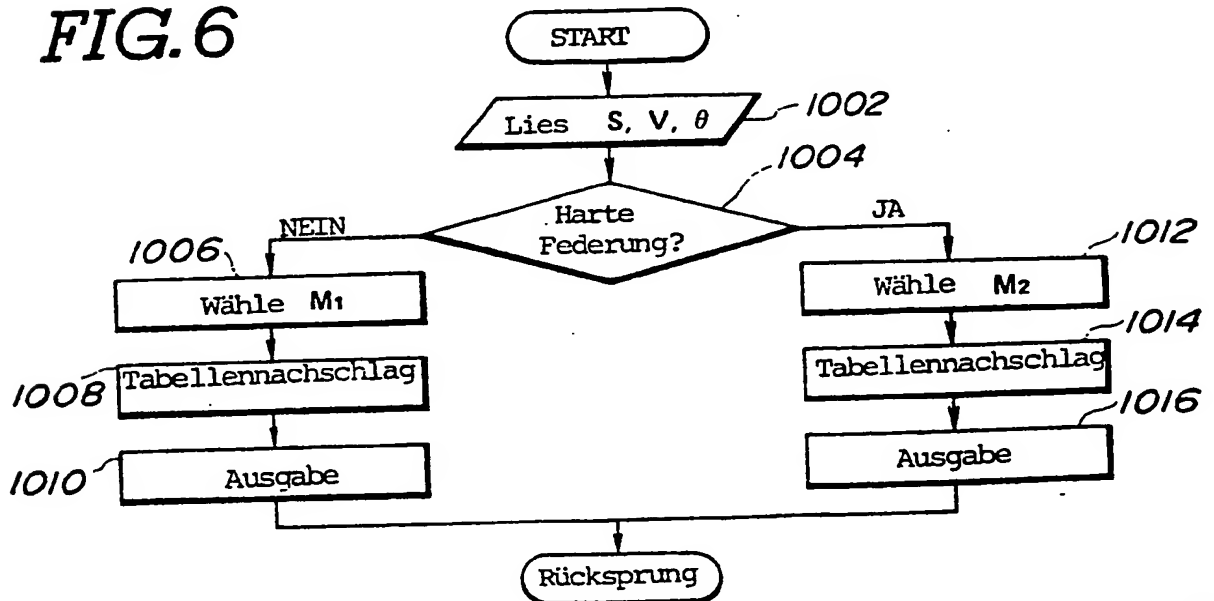 FIG.6
START
Lies S, V, θ
1002
1004
Harte
Federung?
NEIN
JA
1006
Wähle M1
1008
Tabellennachschlag
1010
Ausgabe
1012
Wähle M2
1014
Tabellennachschlag
1016
Ausgabe
Rücksprung